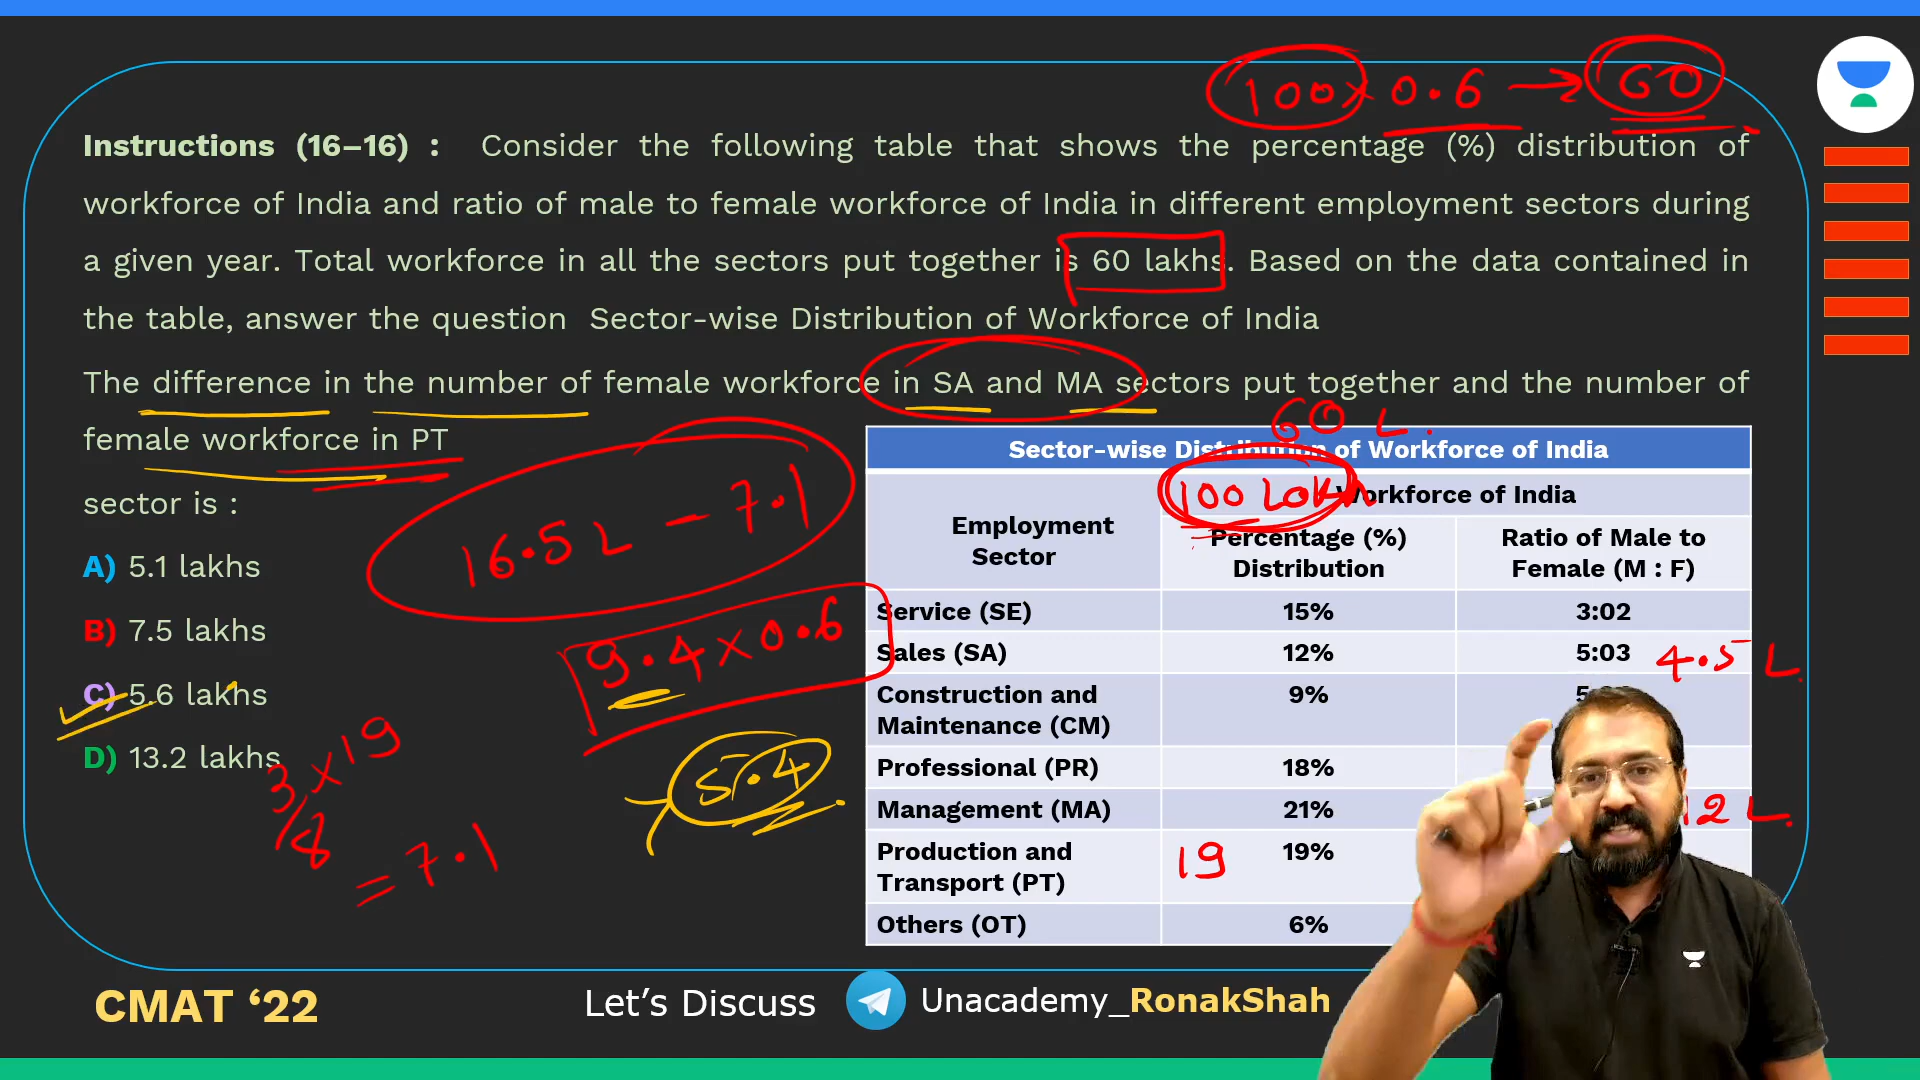 100 x 0.6 → 60
Instructions (16–16) : Consider the following table that shows the percentage (%) distribution of
workforce of India and ratio of male to female workforce of India in different employment sectors during
a given year. Total workforce in all the sectors put together is 60 lakhs. Based on the data contained in
the table, answer the question Sector-wise Distribution of Workforce of India
The difference in the number of female workforce in SA and MA sectors put together and the number of
female workforce in PT
sector is :
A) 5.1 lakhs
B) 7.5 lakhs
C) 5.6 lakhs
D) 13.2 lakhs
16.5 L – 7.1
9.4 x 0.6
5.4
3/8 x 19
= 7.1
60 L.
Sector-wise Distribution of Workforce of India
100 Lakh
Workforce of India
Employment Sector
Percentage (%) Distribution
Ratio of Male to Female (M : F)
Service (SE) 15% 3:02
Sales (SA) 12% 5:03 4.5 L.
Construction and Maintenance (CM) 9%
Professional (PR) 18%
Management (MA) 21% 12 L.
Production and Transport (PT) 19 19%
Others (OT) 6%
CMAT ‘22
Let’s Discuss
Unacademy_RonakShah